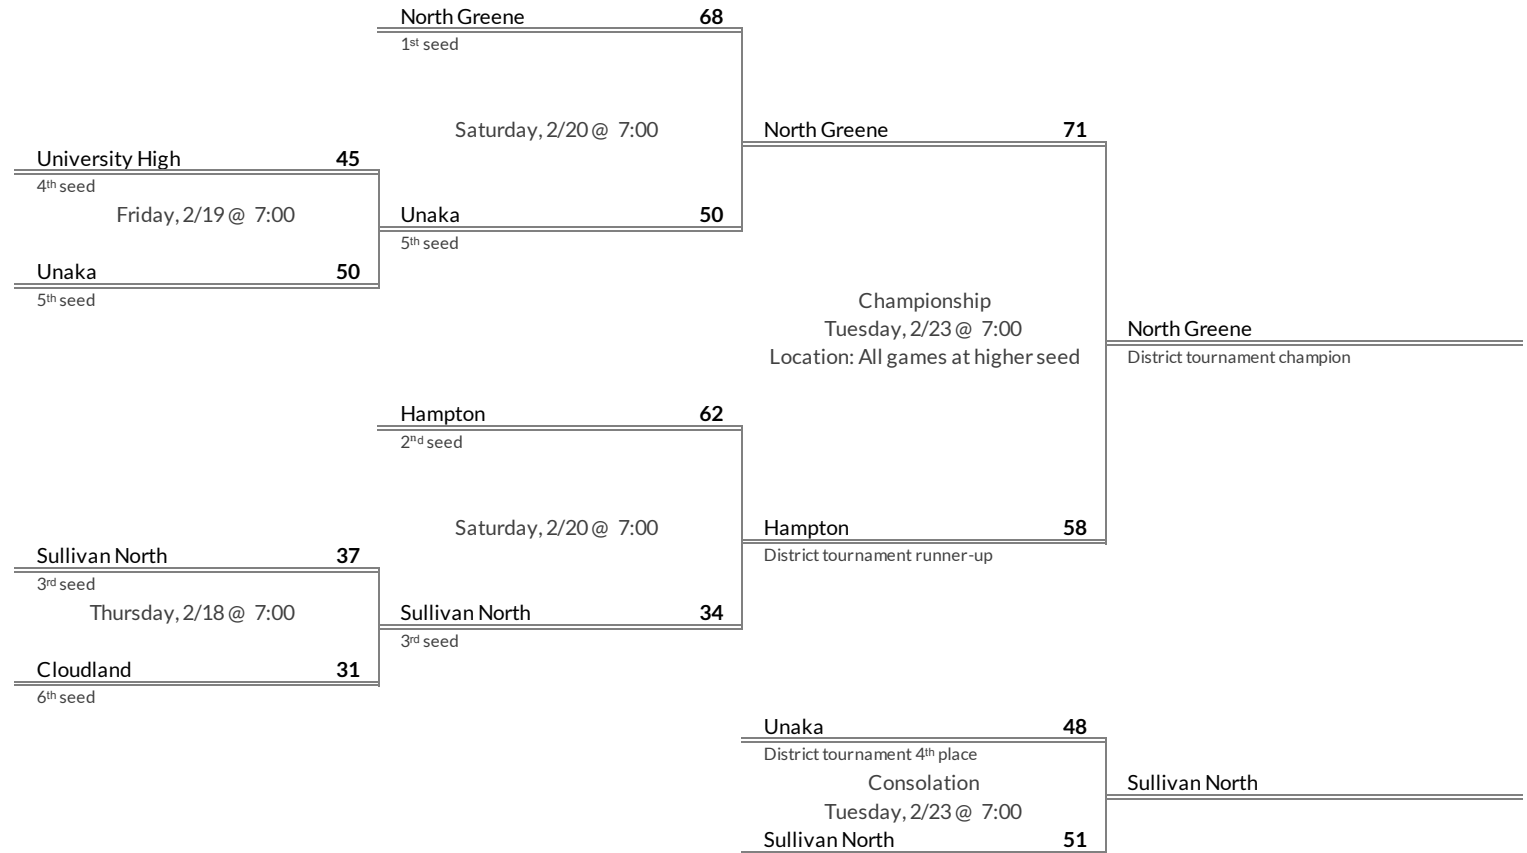 North Greene 68
1st seed
Saturday, 2/20 @ 7:00
North Greene 71
University High 45
4th seed
Friday, 2/19 @ 7:00
Unaka 50
5th seed
Unaka 50
5th seed
Championship
Tuesday, 2/23 @ 7:00
Location: All games at higher seed
North Greene
District tournament champion
Hampton 62
2nd seed
Saturday, 2/20 @ 7:00
Hampton 58
District tournament runner-up
Sullivan North 37
3rd seed
Thursday, 2/18 @ 7:00
Sullivan North 34
3rd seed
Cloudland 31
6th seed
Unaka 48
District tournament 4th place
Consolation
Tuesday, 2/23 @ 7:00
Sullivan North
Sullivan North 51